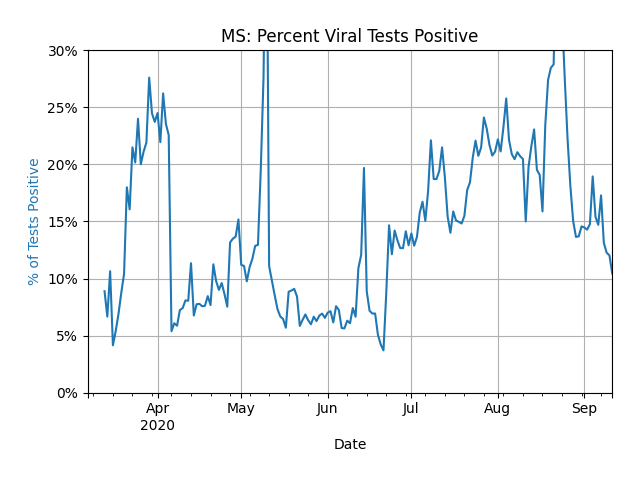 MS: Percent Viral Tests Positive
30%
25%
20%
15%
10%
5%
0%
% of Tests Positive
Apr
2020
May
Jun
Jul
Aug
Sep
Date